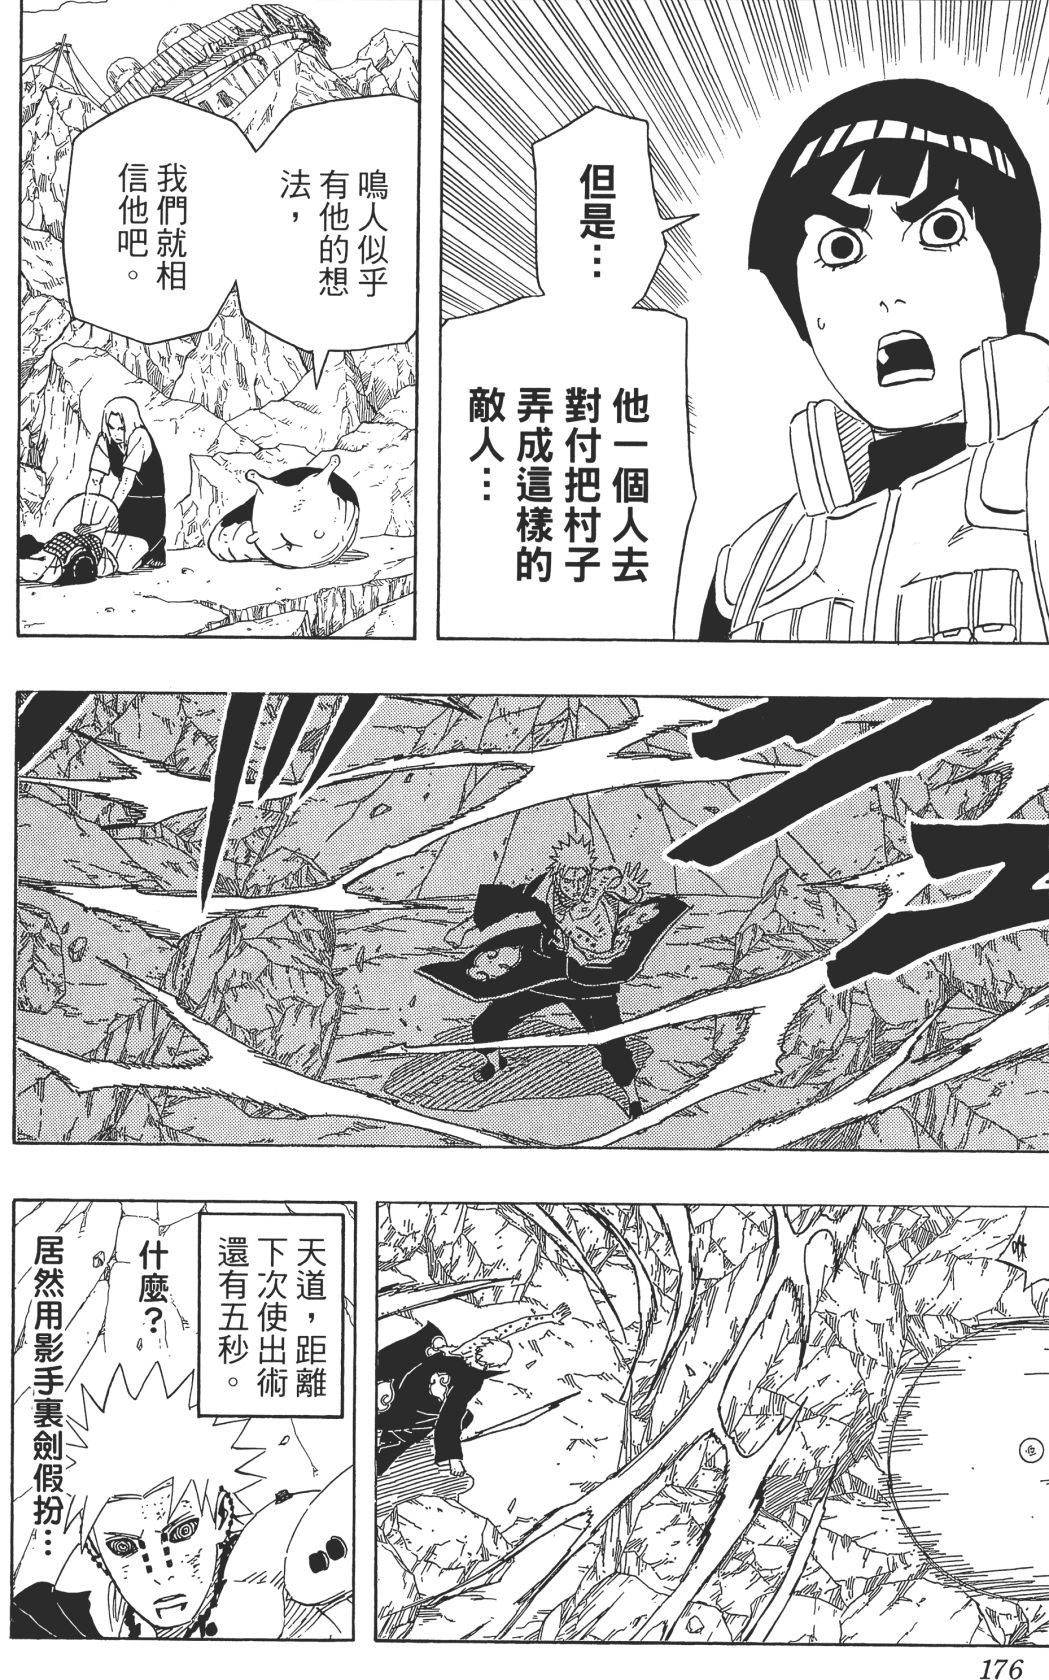 但是…
他一個人去
對付把村子
弄成這樣的
敵人…
鳴人似乎
有他的想
法，
我們就相
信他吧。
天道，距離
下次使出術
還有五秒。
什麼？
居然用影手裏劍假扮…
176